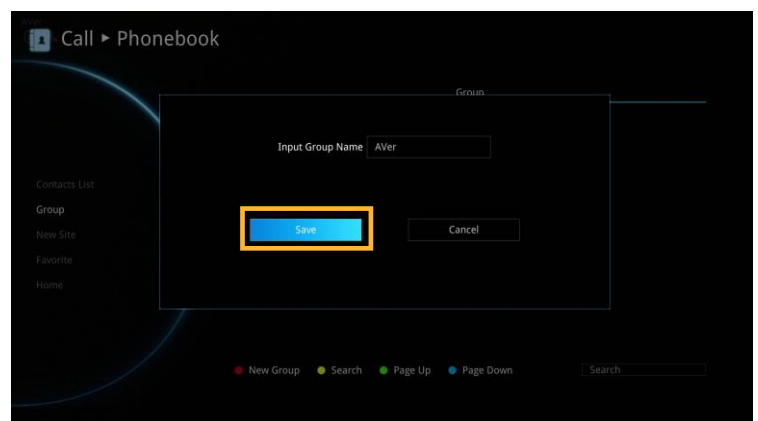 AVer
Call ► Phonebook
Group
Input Group Name AVer
Contacts List
Group
New Site
Favorite
Home
Save Cancel
New Group Search Page Up Page Down Search